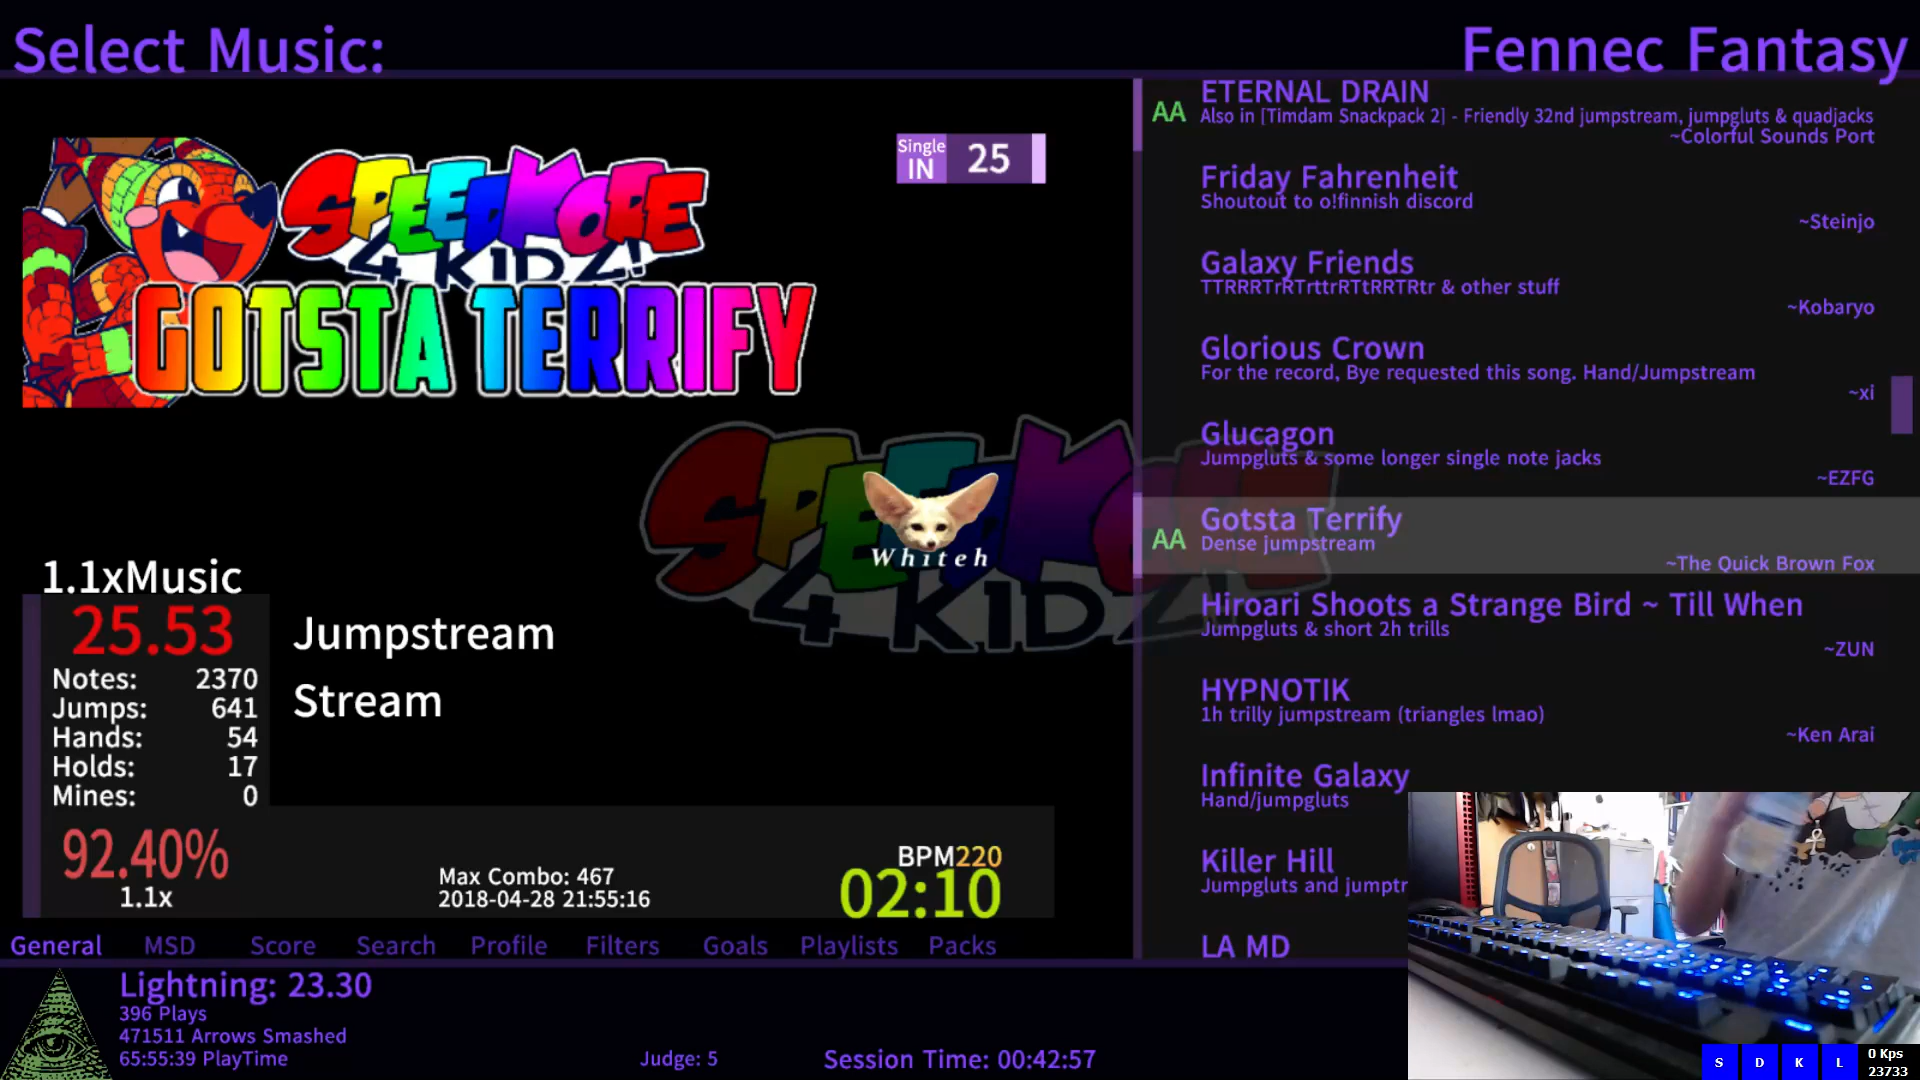 Select Music:
Fennec Fantasy
SPEEDKORE
4 KIDZ!
GOTSTA TERRIFY
Single
IN
25
SPEEDKORE
4 KIDZ!
Whiteh
1.1xMusic
25.53
Notes: 2370
Jumps: 641
Hands: 54
Holds: 17
Mines: 0
Jumpstream
Stream
92.40%
1.1x
Max Combo: 467
2018-04-28 21:55:16
BPM220
02:10
AA
ETERNAL DRAIN
Also in [Timdam Snackpack 2] - Friendly 32nd jumpstream, jumpgluts & quadjacks
~Colorful Sounds Port
Friday Fahrenheit
Shoutout to o!finnish discord
~Steinjo
Galaxy Friends
TTRRRTrRTrttrRTtRRTRtr & other stuff
~Kobaryo
Glorious Crown
For the record, Bye requested this song. Hand/Jumpstream
~xi
Glucagon
Jumpgluts & some longer single note jacks
~EZFG
AA
Gotsta Terrify
Dense jumpstream
~The Quick Brown Fox
Hiroari Shoots a Strange Bird ~ Till When
Jumpgluts & short 2h trills
~ZUN
HYPNOTIK
1h trilly jumpstream (triangles lmao)
~Ken Arai
Infinite Galaxy
Hand/jumpgluts
Killer Hill
Jumpgluts and jumptr
LA MD
General MSD Score Search Profile Filters Goals Playlists Packs
Lightning: 23.30
396 Plays
471511 Arrows Smashed
65:55:39 PlayTime
Judge: 5
Session Time: 00:42:57
S D K L
0 Kps
23733